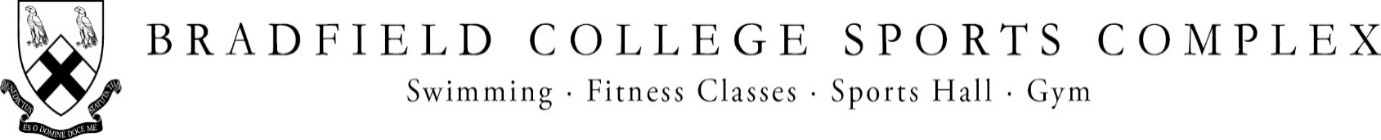 BRADFIELD COLLEGE SPORTS COMPLEX
Swimming · Fitness Classes · Sports Hall · Gym
ES O DOMINE DOCE ME